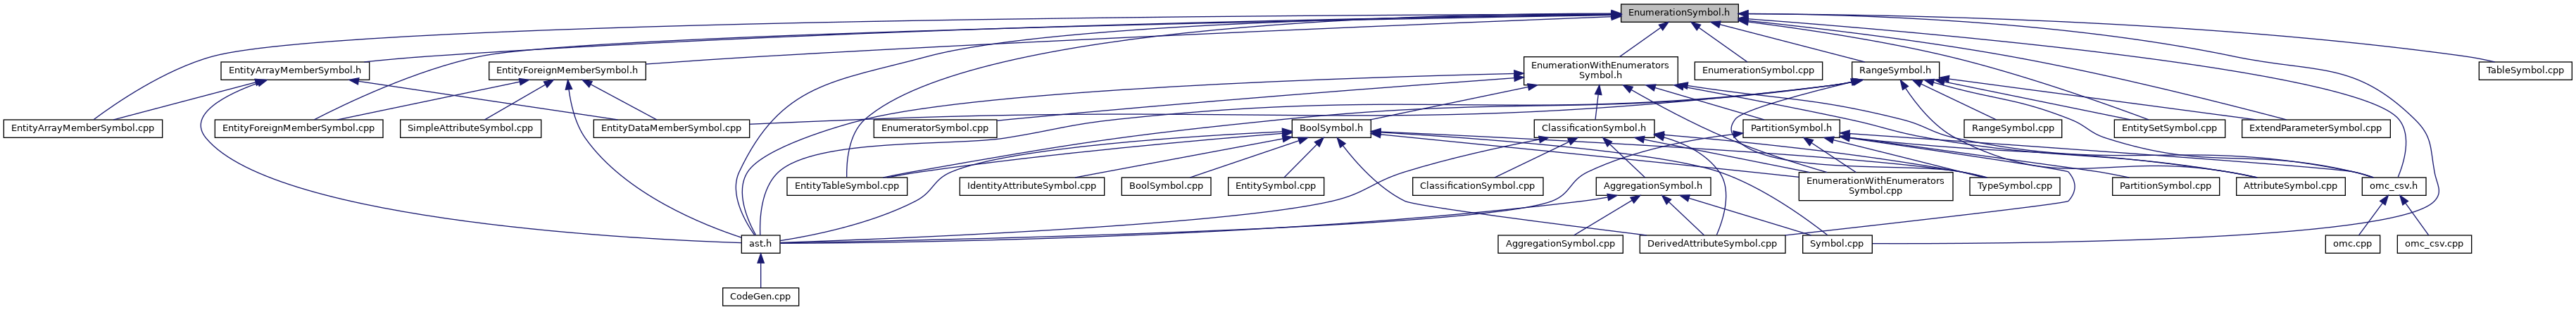 EnumerationSymbol.h
EntityArrayMemberSymbol.h
EntityForeignMemberSymbol.h
EnumerationWithEnumerators
Symbol.h
EnumerationSymbol.cpp
RangeSymbol.h
TableSymbol.cpp
EntityArrayMemberSymbol.cpp
EntityForeignMemberSymbol.cpp
SimpleAttributeSymbol.cpp
EntityDataMemberSymbol.cpp
EnumeratorSymbol.cpp
BoolSymbol.h
ClassificationSymbol.h
PartitionSymbol.h
RangeSymbol.cpp
EntitySetSymbol.cpp
ExtendParameterSymbol.cpp
EntityTableSymbol.cpp
IdentityAttributeSymbol.cpp
BoolSymbol.cpp
EntitySymbol.cpp
ClassificationSymbol.cpp
AggregationSymbol.h
EnumerationWithEnumerators
Symbol.cpp
TypeSymbol.cpp
PartitionSymbol.cpp
AttributeSymbol.cpp
omc_csv.h
ast.h
AggregationSymbol.cpp
DerivedAttributeSymbol.cpp
Symbol.cpp
omc.cpp
omc_csv.cpp
CodeGen.cpp